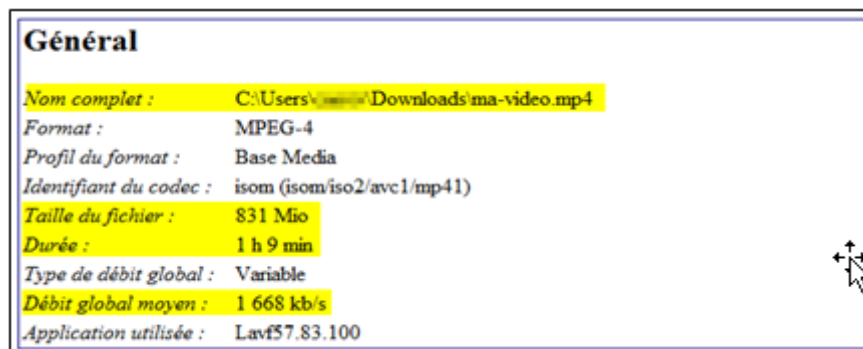 Général
Nom complet : C:\Users\ \Downloads\ma-video.mp4
Format : MPEG-4
Profil du format : Base Media
Identifiant du codec : isom (isom/iso2/avc1/mp41)
Taille du fichier : 831 Mio
Durée : 1 h 9 min
Type de débit global : Variable
Débit global moyen : 1 668 kb/s
Application utilisée : Lavf57.83.100